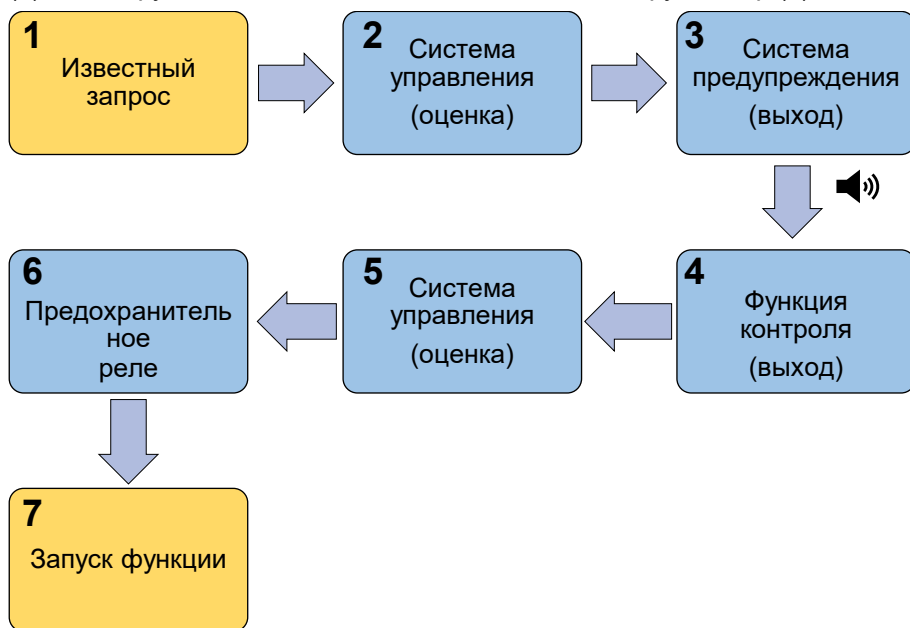 1
Известный
запрос
2
Система
управления
(оценка)
3
Система
предупреждения
(выход)
4
Функция
контроля
(выход)
5
Система
управления
(оценка)
6
Предохранитель
ное
реле
7
Запуск функции